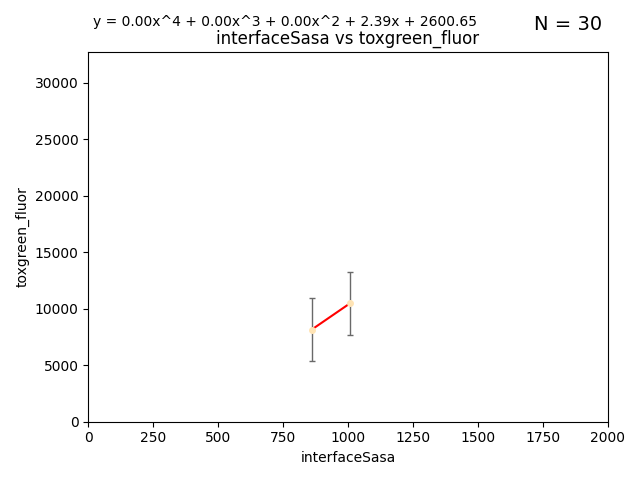 y = 0.00x^4 + 0.00x^3 + 0.00x^2 + 2.39x + 2600.65
N = 30
interfaceSasa vs toxgreen_fluor
30000
25000
20000
15000
10000
5000
0
toxgreen_fluor
0 250 500 750 1000 1250 1500 1750 2000
interfaceSasa